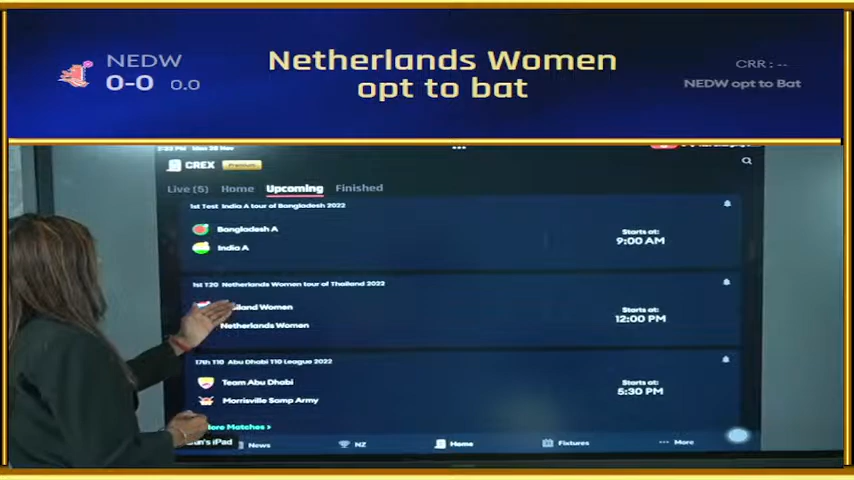 NEDW
0-0 0.0
Netherlands Women
opt to bat
CRR : --
NEDW opt to Bat
CREX Premium
Live (5) Home Upcoming Finished
1st Test India A tour of Bangladesh 2022
Bangladesh A
India A
Starts at:
9:00 AM
1st T20 Netherlands Women tour of Thailand 2022
Women
Netherlands Women
Starts at:
12:00 PM
17th T10 Abu Dhabi T10 League 2022
Team Abu Dhabi
Morrisville Samp Army
Starts at:
5:30 PM
Matches >
iPad
News
NZ
Home
Fixtures
More